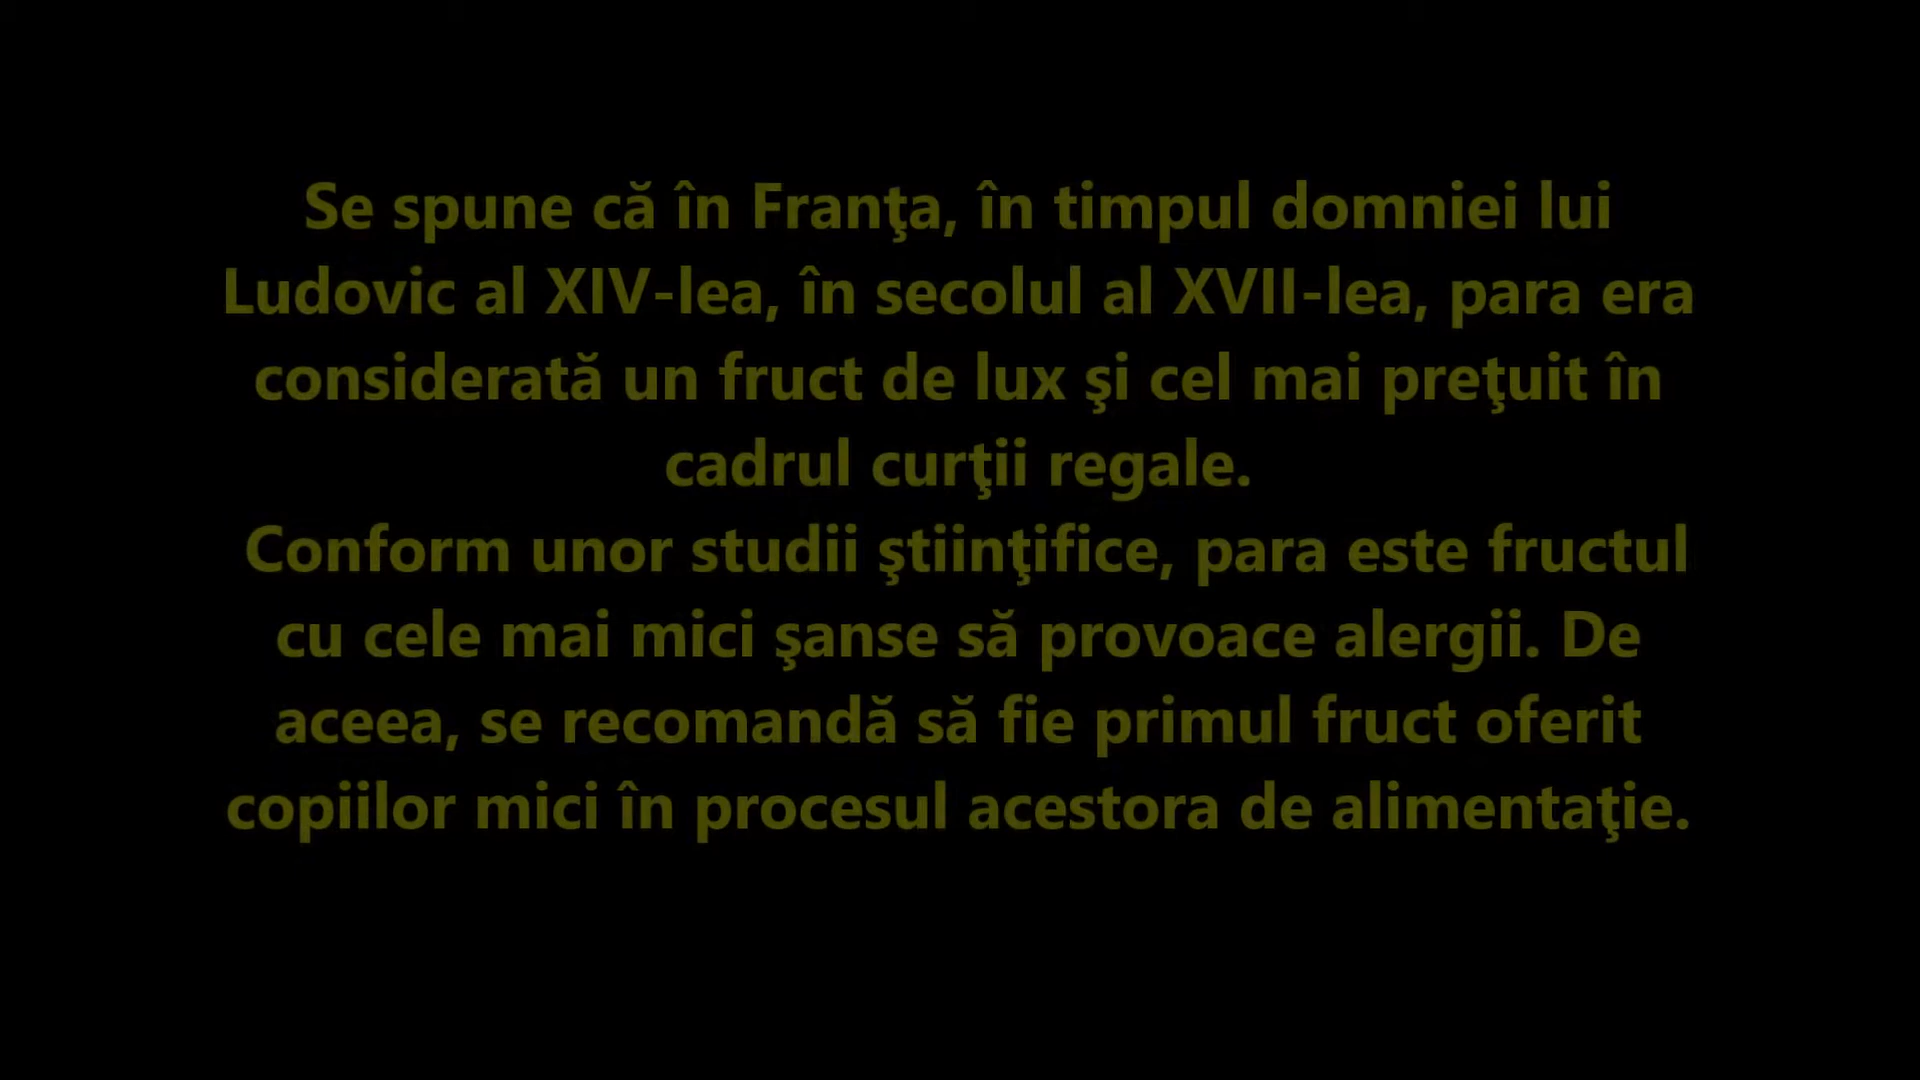 Se spune că în Franţa, în timpul domniei lui
Ludovic al XIV-lea, în secolul al XVII-lea, para era
considerată un fruct de lux şi cel mai preţuit în
cadrul curţii regale.
Conform unor studii ştiinţifice, para este fructul
cu cele mai mici şanse să provoace alergii. De
aceea, se recomandă să fie primul fruct oferit
copiilor mici în procesul acestora de alimentaţie.